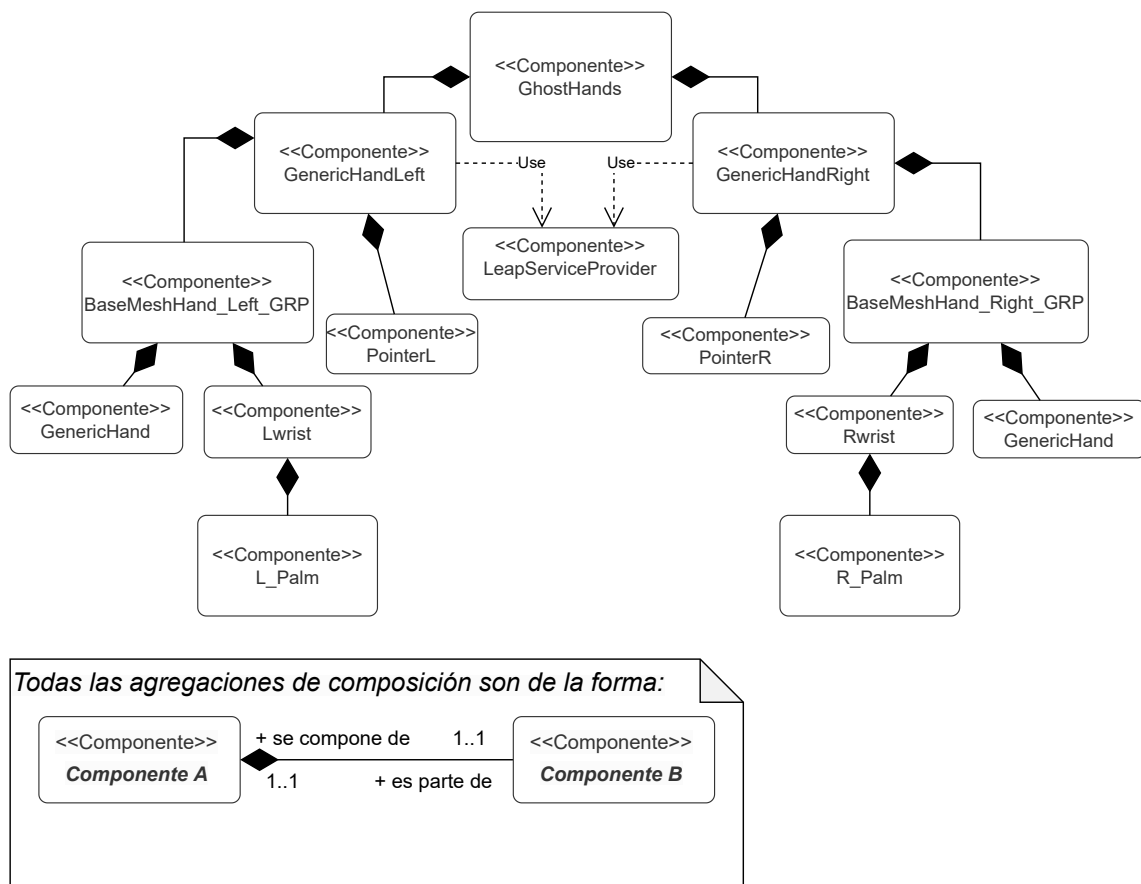 <<Componente>>
GhostHands
<<Componente>>
GenericHandLeft
Use
Use
<<Componente>>
GenericHandRight
<<Componente>>
LeapServiceProvider
<<Componente>>
BaseMeshHand_Left_GRP
<<Componente>>
BaseMeshHand_Right_GRP
<<Componente>>
PointerL
<<Componente>>
PointerR
<<Componente>>
GenericHand
<<Componente>>
Lwrist
<<Componente>>
Rwrist
<<Componente>>
GenericHand
<<Componente>>
L_Palm
<<Componente>>
R_Palm
Todas las agregaciones de composición son de la forma:
<<Componente>>
Componente A
+ se compone de
1..1
1..1
+ es parte de
<<Componente>>
Componente B